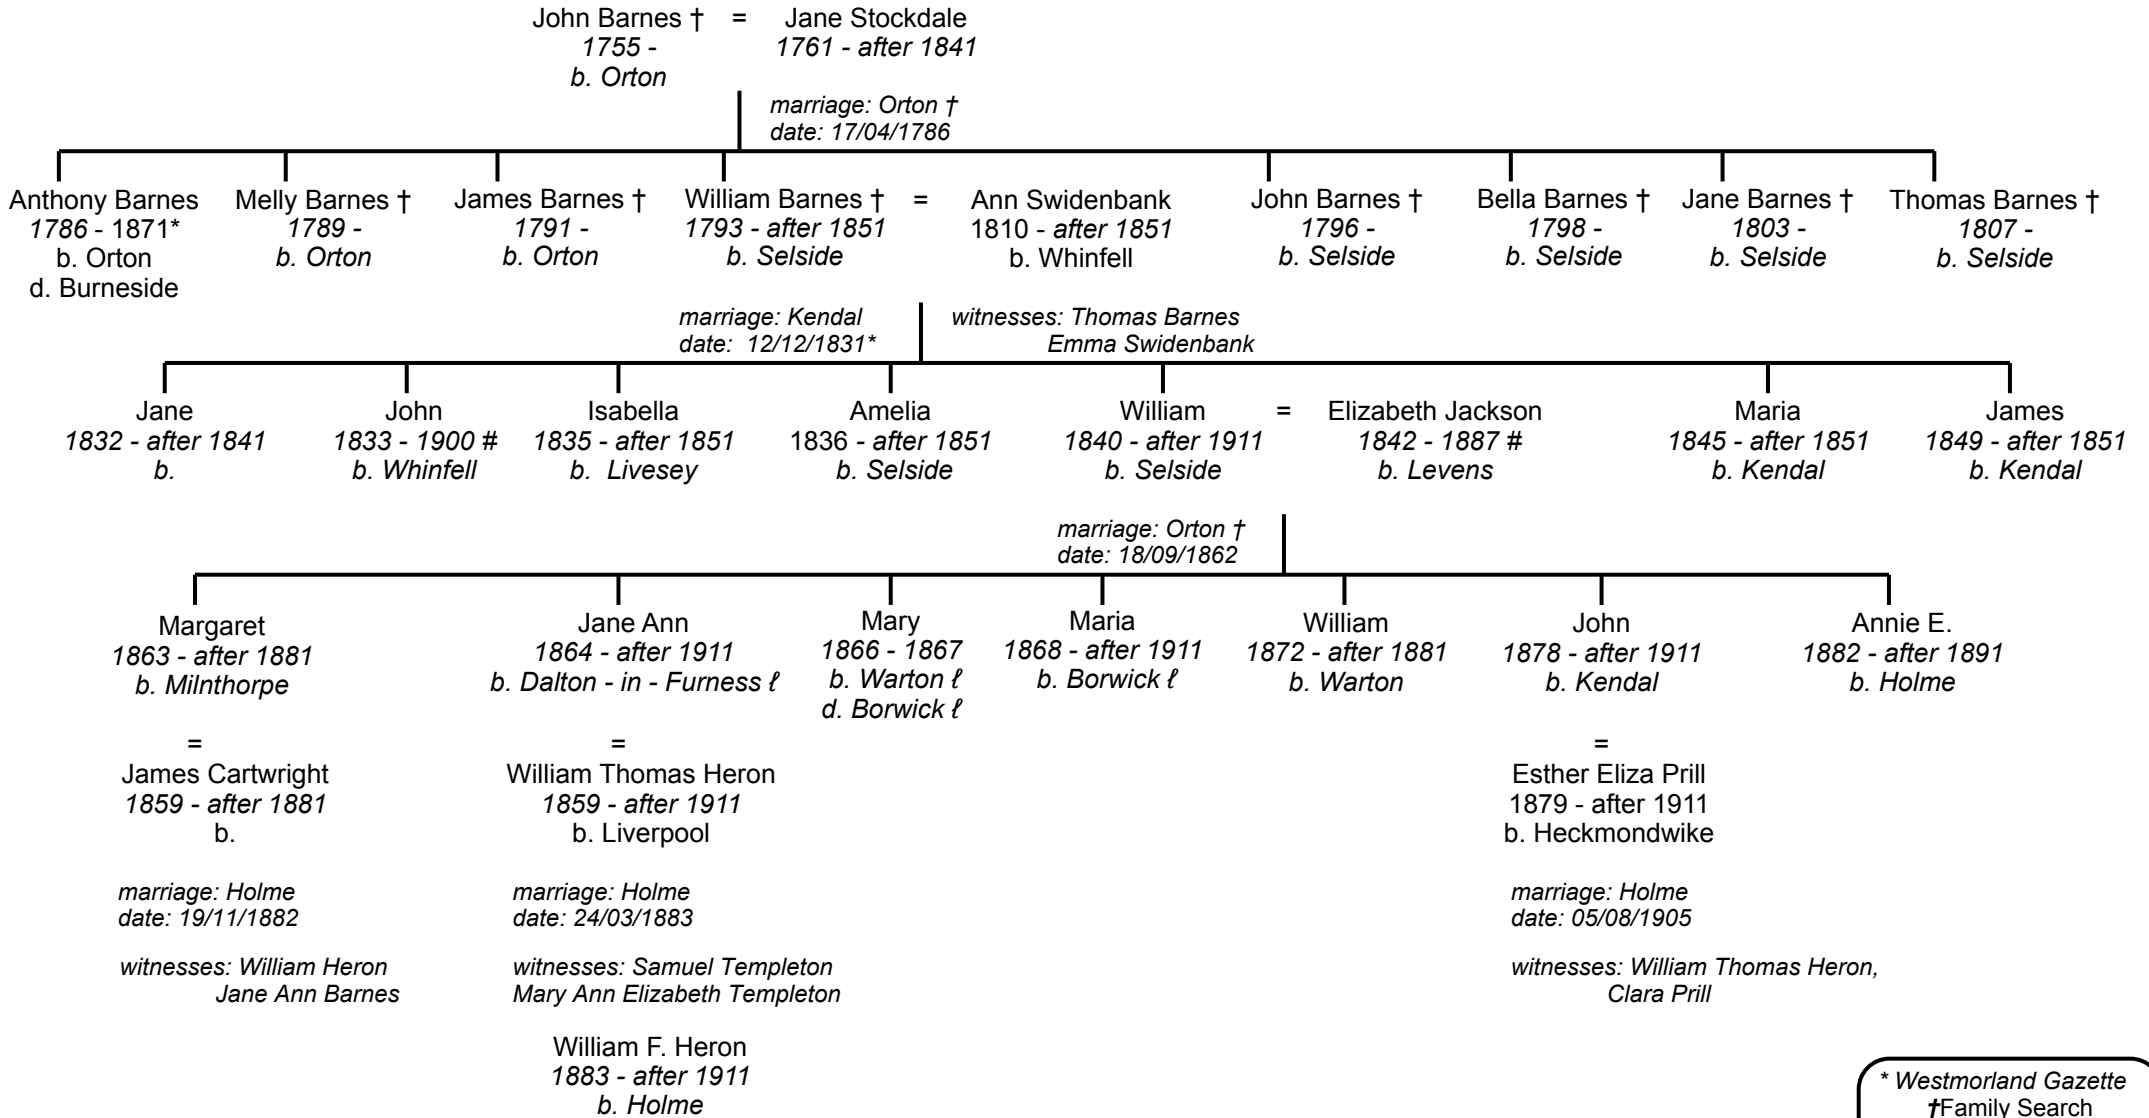 John Barnes † = Jane Stockdale
1755 - 1761 - after 1841
b. Orton
marriage: Orton †
date: 17/04/1786
Anthony Barnes
1786 - 1871*
b. Orton
d. Burneside
Melly Barnes †
1789 -
b. Orton
James Barnes †
1791 -
b. Orton
William Barnes †
1793 - after 1851
b. Selside
=
Ann Swidenbank
1810 - after 1851
b. Whinfell
John Barnes †
1796 -
b. Selside
Bella Barnes †
1798 -
b. Selside
Jane Barnes †
1803 -
b. Selside
Thomas Barnes †
1807 -
b. Selside
marriage: Kendal
date: 12/12/1831*
witnesses: Thomas Barnes
Emma Swidenbank
Jane
1832 - after 1841
b.
John
1833 - 1900 #
b. Whinfell
Isabella
1835 - after 1851
b. Livesey
Amelia
1836 - after 1851
b. Selside
William
1840 - after 1911
b. Selside
=
Elizabeth Jackson
1842 - 1887 #
b. Levens
Maria
1845 - after 1851
b. Kendal
James
1849 - after 1851
b. Kendal
marriage: Orton †
date: 18/09/1862
Margaret
1863 - after 1881
b. Milnthorpe
Jane Ann
1864 - after 1911
b. Dalton - in - Furness ℓ
Mary
1866 - 1867
b. Warton ℓ
d. Borwick ℓ
Maria
1868 - after 1911
b. Borwick ℓ
William
1872 - after 1881
b. Warton
John
1878 - after 1911
b. Kendal
Annie E.
1882 - after 1891
b. Holme
=
James Cartwright
1859 - after 1881
b.
marriage: Holme
date: 19/11/1882
witnesses: William Heron
Jane Ann Barnes
=
William Thomas Heron
1859 - after 1911
b. Liverpool
marriage: Holme
date: 24/03/1883
witnesses: Samuel Templeton
Mary Ann Elizabeth Templeton
William F. Heron
1883 - after 1911
b. Holme
=
Esther Eliza Prill
1879 - after 1911
b. Heckmondwike
marriage: Holme
date: 05/08/1905
witnesses: William Thomas Heron,
Clara Prill
* Westmorland Gazette
†Family Search